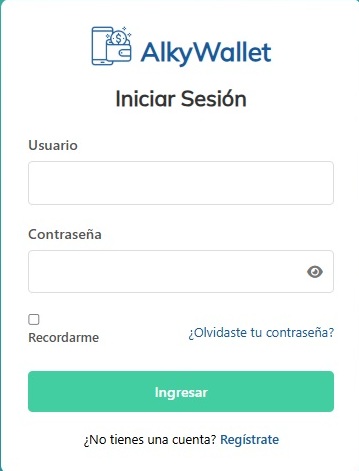 AlkyWallet
Iniciar Sesión
Usuario
Contraseña
Recordarme
¿Olvidaste tu contraseña?
Ingresar
¿No tienes una cuenta? Regístrate